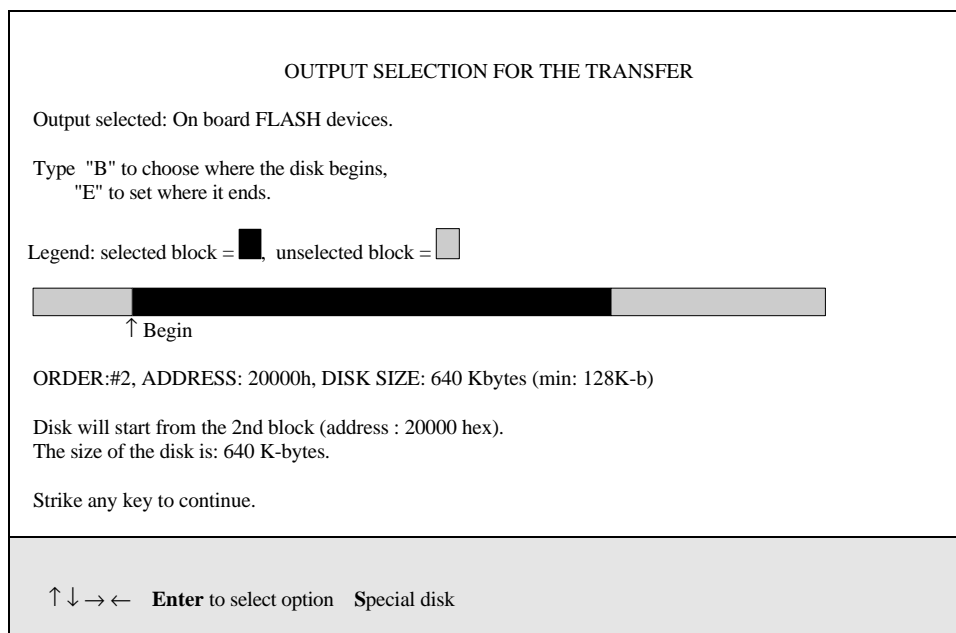 OUTPUT SELECTION FOR THE TRANSFER
Output selected: On board FLASH devices.
Type "B" to choose where the disk begins,
"E" to set where it ends.
Legend: selected block = , unselected block =
↑ Begin
ORDER:#2, ADDRESS: 20000h, DISK SIZE: 640 Kbytes (min: 128K-b)
Disk will start from the 2nd block (address : 20000 hex).
The size of the disk is: 640 K-bytes.
Strike any key to continue.
↑ ↓ → ← Enter to select option Special disk